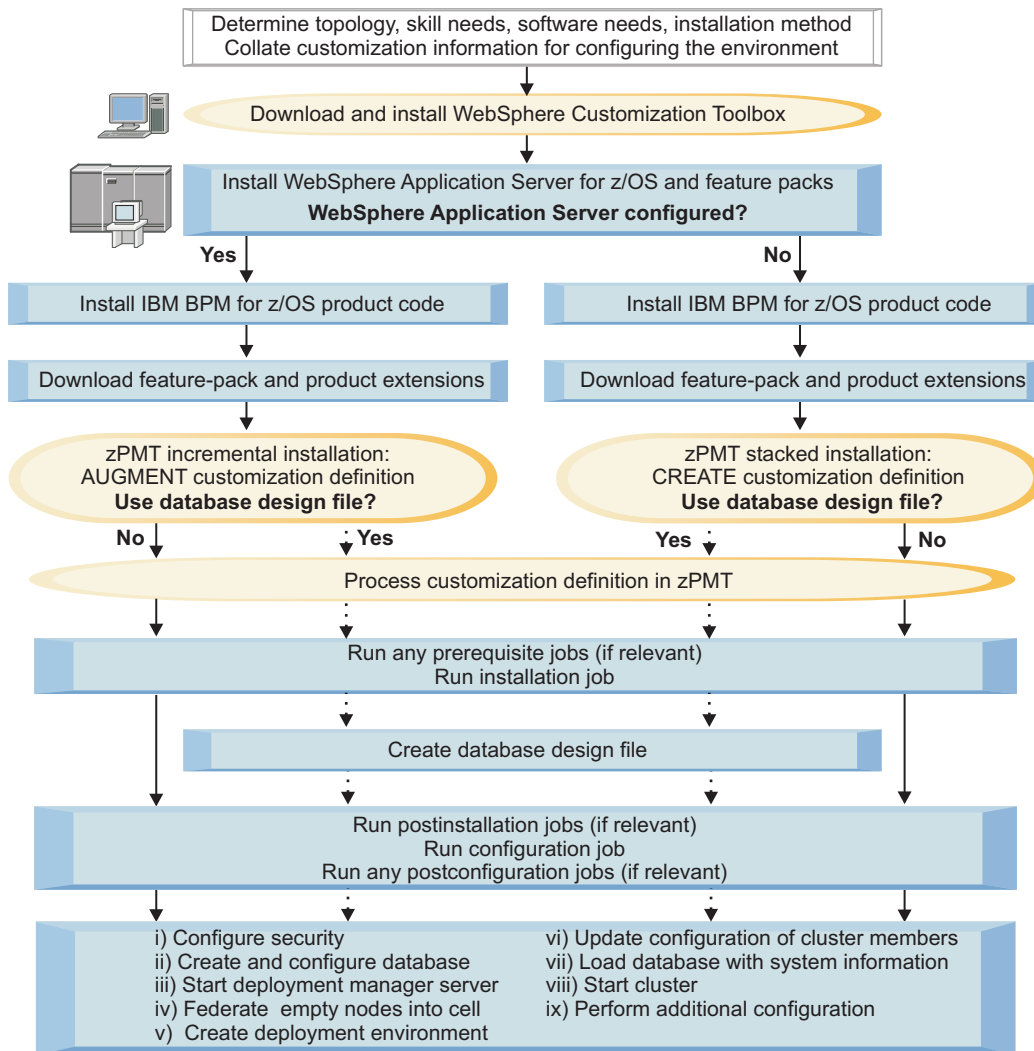 Determine topology, skill needs, software needs, installation method
Collate customization information for configuring the environment
Download and install WebSphere Customization Toolbox
Install WebSphere Application Server for z/OS and feature packs
WebSphere Application Server configured?
Yes
No
Install IBM BPM for z/OS product code
Install IBM BPM for z/OS product code
Download feature-pack and product extensions
Download feature-pack and product extensions
zPMT incremental installation:
AUGMENT customization definition
Use database design file?
zPMT stacked installation:
CREATE customization definition
Use database design file?
No
Yes
Yes
No
Process customization definition in zPMT
Run any prerequisite jobs (if relevant)
Run installation job
Create database design file
Run postinstallation jobs (if relevant)
Run configuration job
Run any postconfiguration jobs (if relevant)
i) Configure security
ii) Create and configure database
iii) Start deployment manager server
iv) Federate empty nodes into cell
v) Create deployment environment
vi) Update configuration of cluster members
vii) Load database with system information
viii) Start cluster
ix) Perform additional configuration